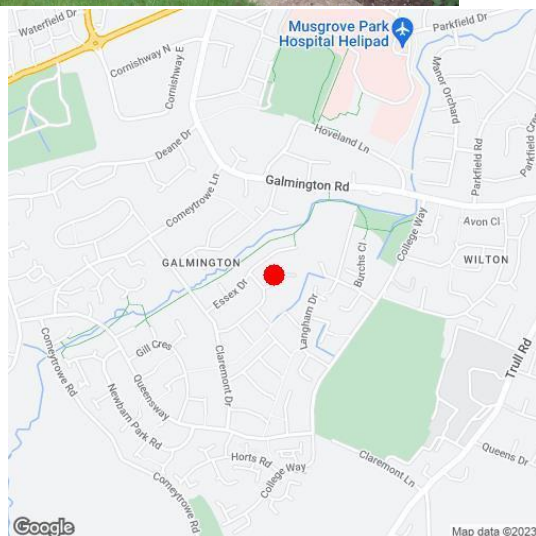 Waterfield Dr
Musgrove Park
Hospital Helipad
Parkfield Dr
Cornishway N
Cornishway E
Manor Orchard
Hoveland Ln
Deane Dr
Parkfield Rd
Parkfield Cres
Galmington Rd
Comeytrowe Ln
Avon Cl
College Way
GALMINGTON
WILTON
Burchs Cl
Essex Dr
Langham Dr
Comeytrowe Rd
Gill Cres
Trull Rd
Claremont Dr
Queensway
Newbarn Park Rd
Queens Dr
Horts Rd
Claremont Ln
College Way
Comeytrowe Rd
Google
Map data ©2023